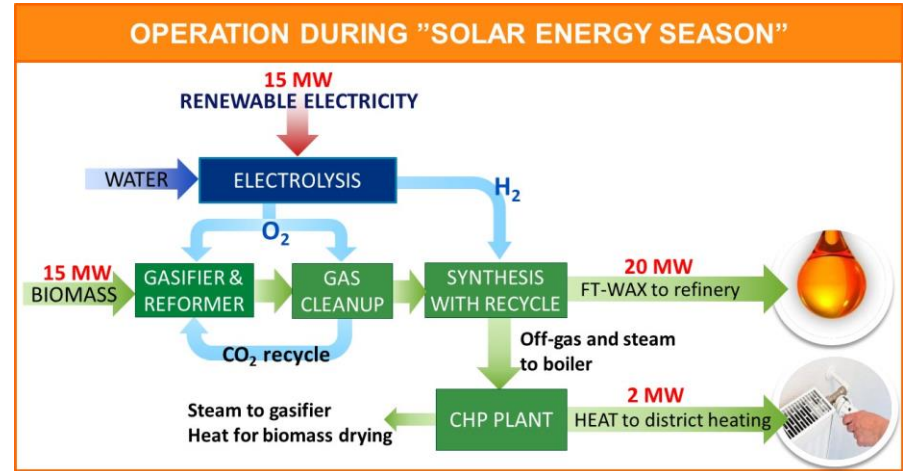 OPERATION DURING ”SOLAR ENERGY SEASON”
15 MW
RENEWABLE ELECTRICITY
WATER
ELECTROLYSIS
H₂
O₂
15 MW
BIOMASS
GASIFIER &
REFORMER
GAS
CLEANUP
SYNTHESIS
WITH RECYCLE
20 MW
FT-WAX to refinery
CO₂ recycle
Off-gas and steam
to boiler
Steam to gasifier
Heat for biomass drying
CHP PLANT
2 MW
HEAT to district heating